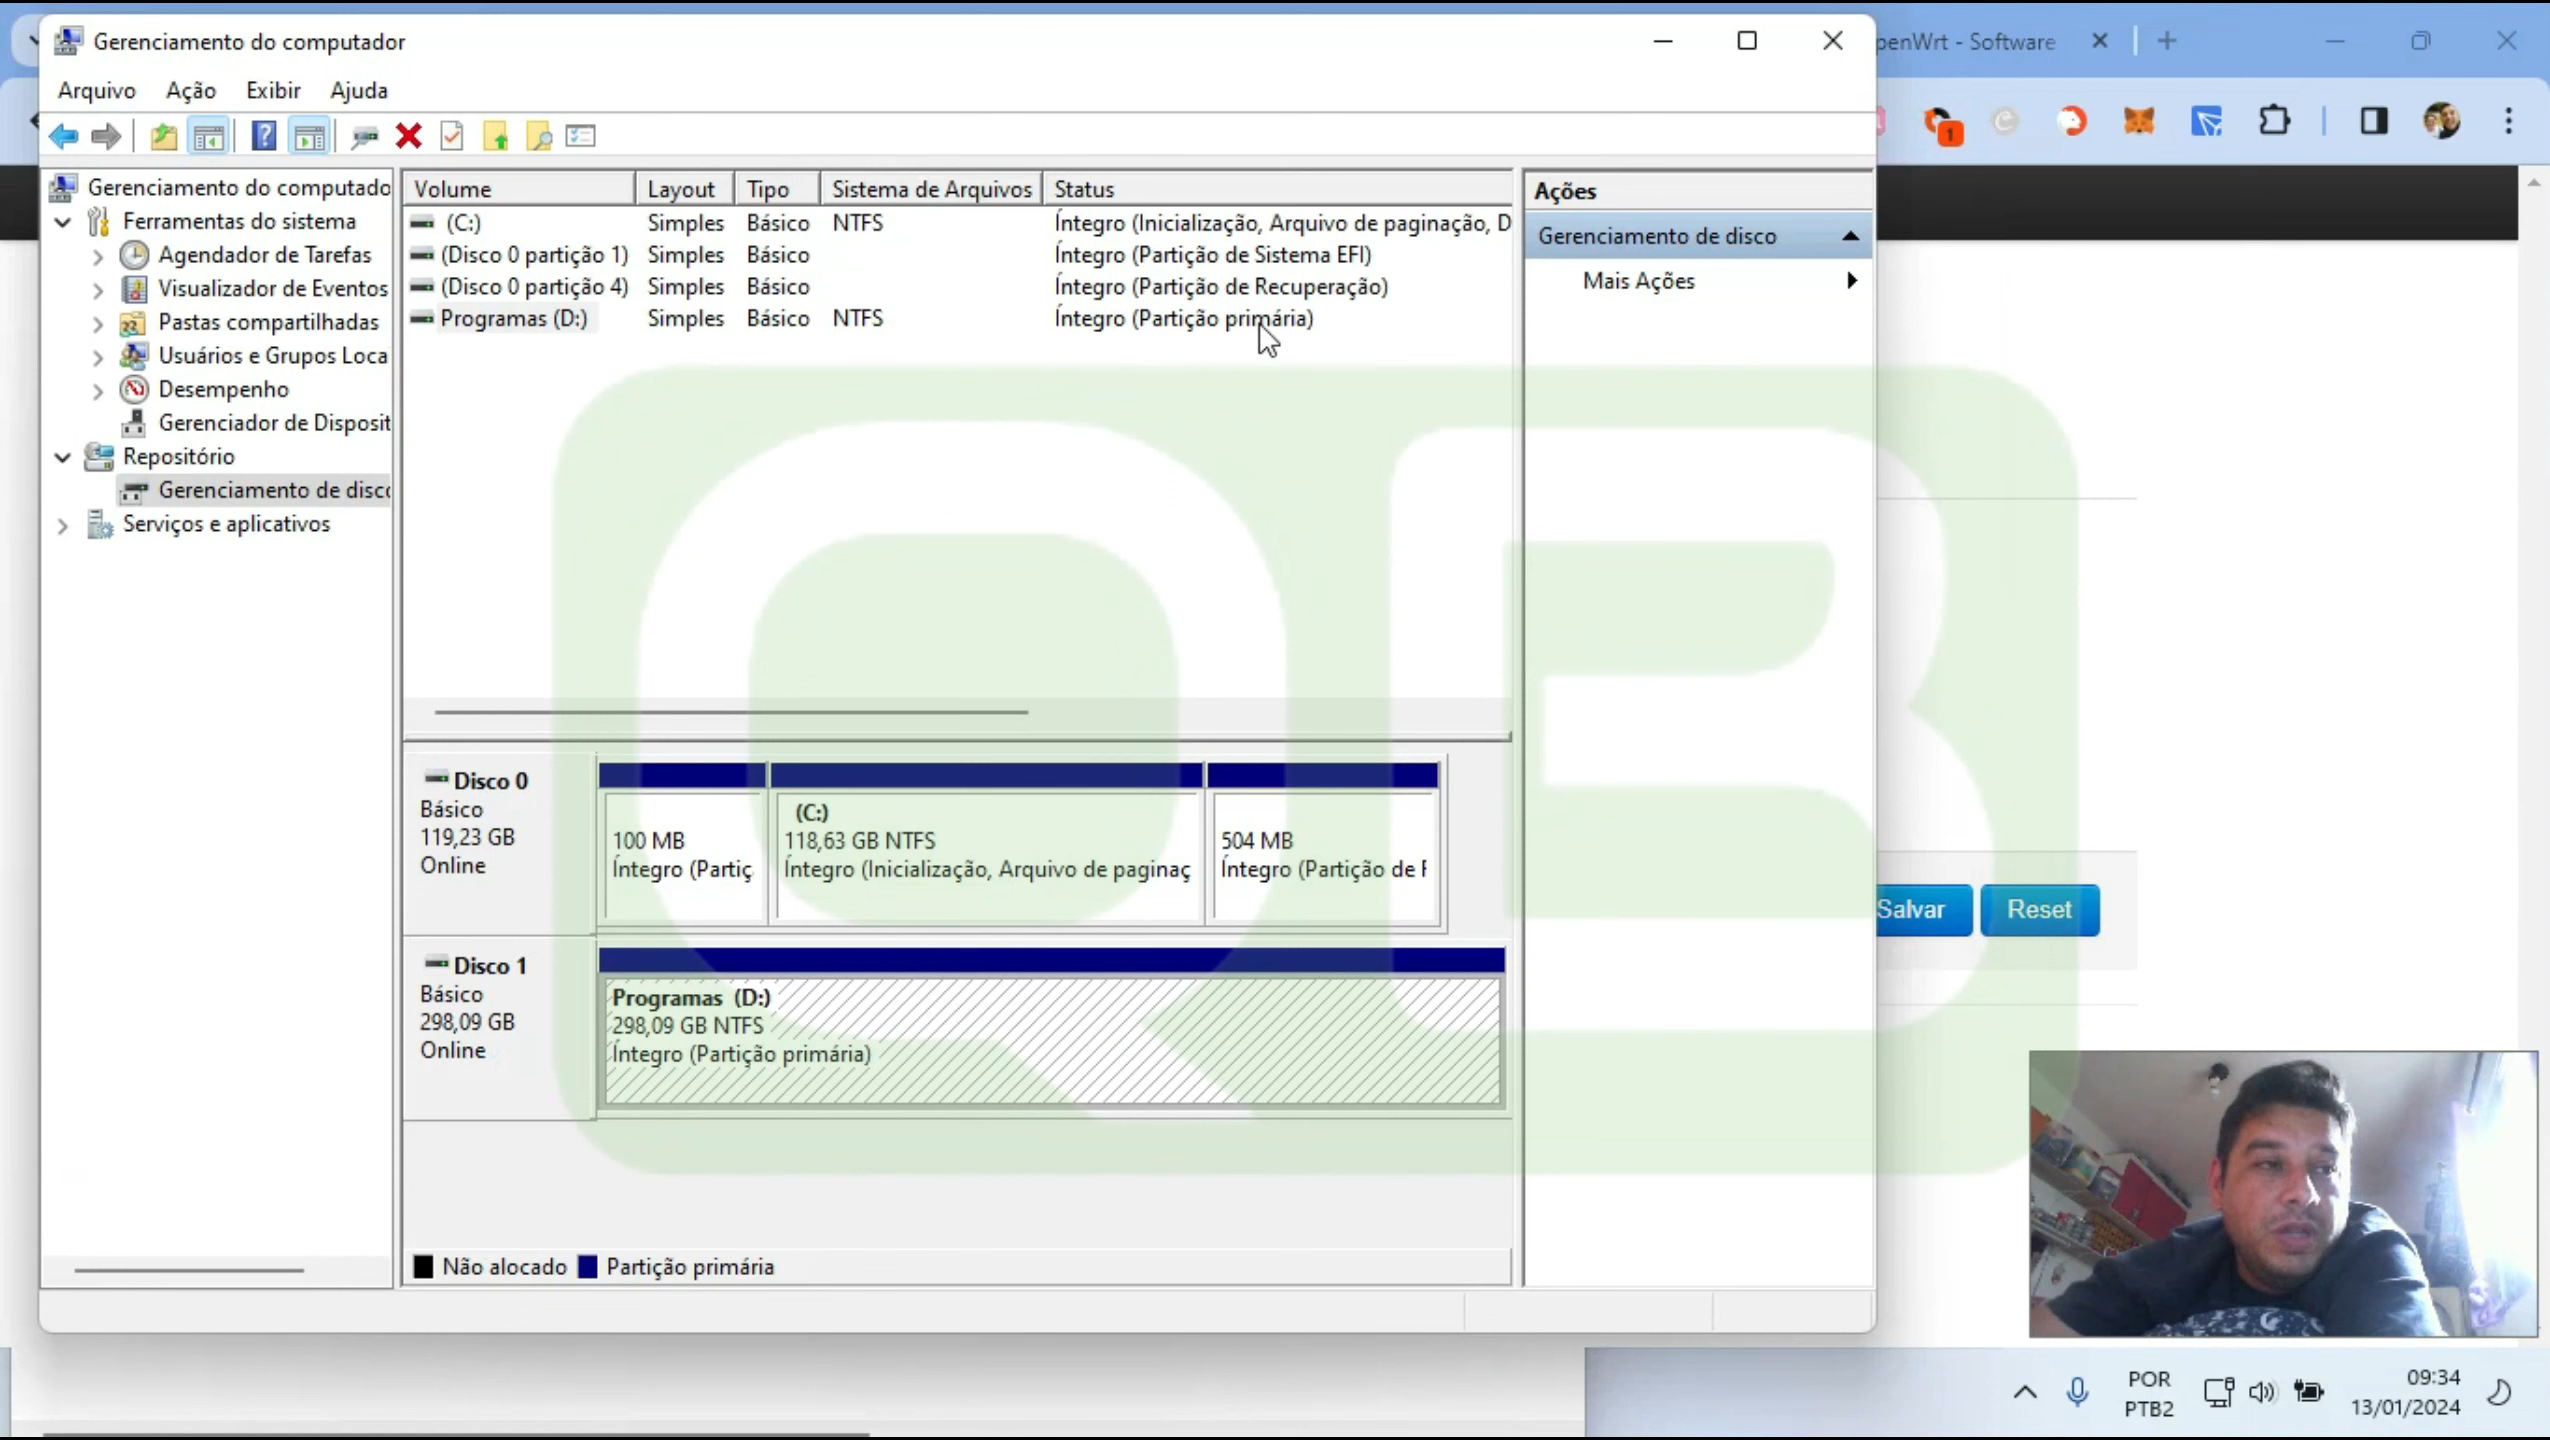 Gerenciamento do computador
penWrt - Software
Arquivo Ação Exibir Ajuda
1
Gerenciamento do computado
Ferramentas do sistema
Agendador de Tarefas
Visualizador de Eventos
Pastas compartilhadas
Usuários e Grupos Loca
Desempenho
Gerenciador de Disposit
Repositório
Gerenciamento de disco
Serviços e aplicativos
Volume Layout Tipo Sistema de Arquivos Status
(C:) Simples Básico NTFS Íntegro (Inicialização, Arquivo de paginação, D
(Disco 0 partição 1) Simples Básico Íntegro (Partição de Sistema EFI)
(Disco 0 partição 4) Simples Básico Íntegro (Partição de Recuperação)
Programas (D:) Simples Básico NTFS Íntegro (Partição primária)
Ações
Gerenciamento de disco
Mais Ações
QB
Disco 0
Básico
119,23 GB
Online
100 MB
Íntegro (Partiç
(C:)
118,63 GB NTFS
Íntegro (Inicialização, Arquivo de paginaç
504 MB
Íntegro (Partição de F
Disco 1
Básico
298,09 GB
Online
Programas (D:)
298,09 GB NTFS
Íntegro (Partição primária)
Não alocado Partição primária
Salvar Reset
POR
PTB2
09:34
13/01/2024